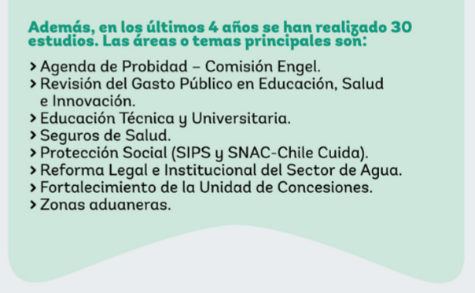 Además, en los últimos 4 años se han realizado 30
estudios. Las áreas o temas principales son:
> Agenda de Probidad – Comisión Engel.
> Revisión del Gasto Público en Educación, Salud
e Innovación.
> Educación Técnica y Universitaria.
> Seguros de Salud.
> Protección Social (SIPS y SNAC-Chile Cuida).
> Reforma Legal e Institucional del Sector de Agua.
> Fortalecimiento de la Unidad de Concesiones.
> Zonas aduaneras.